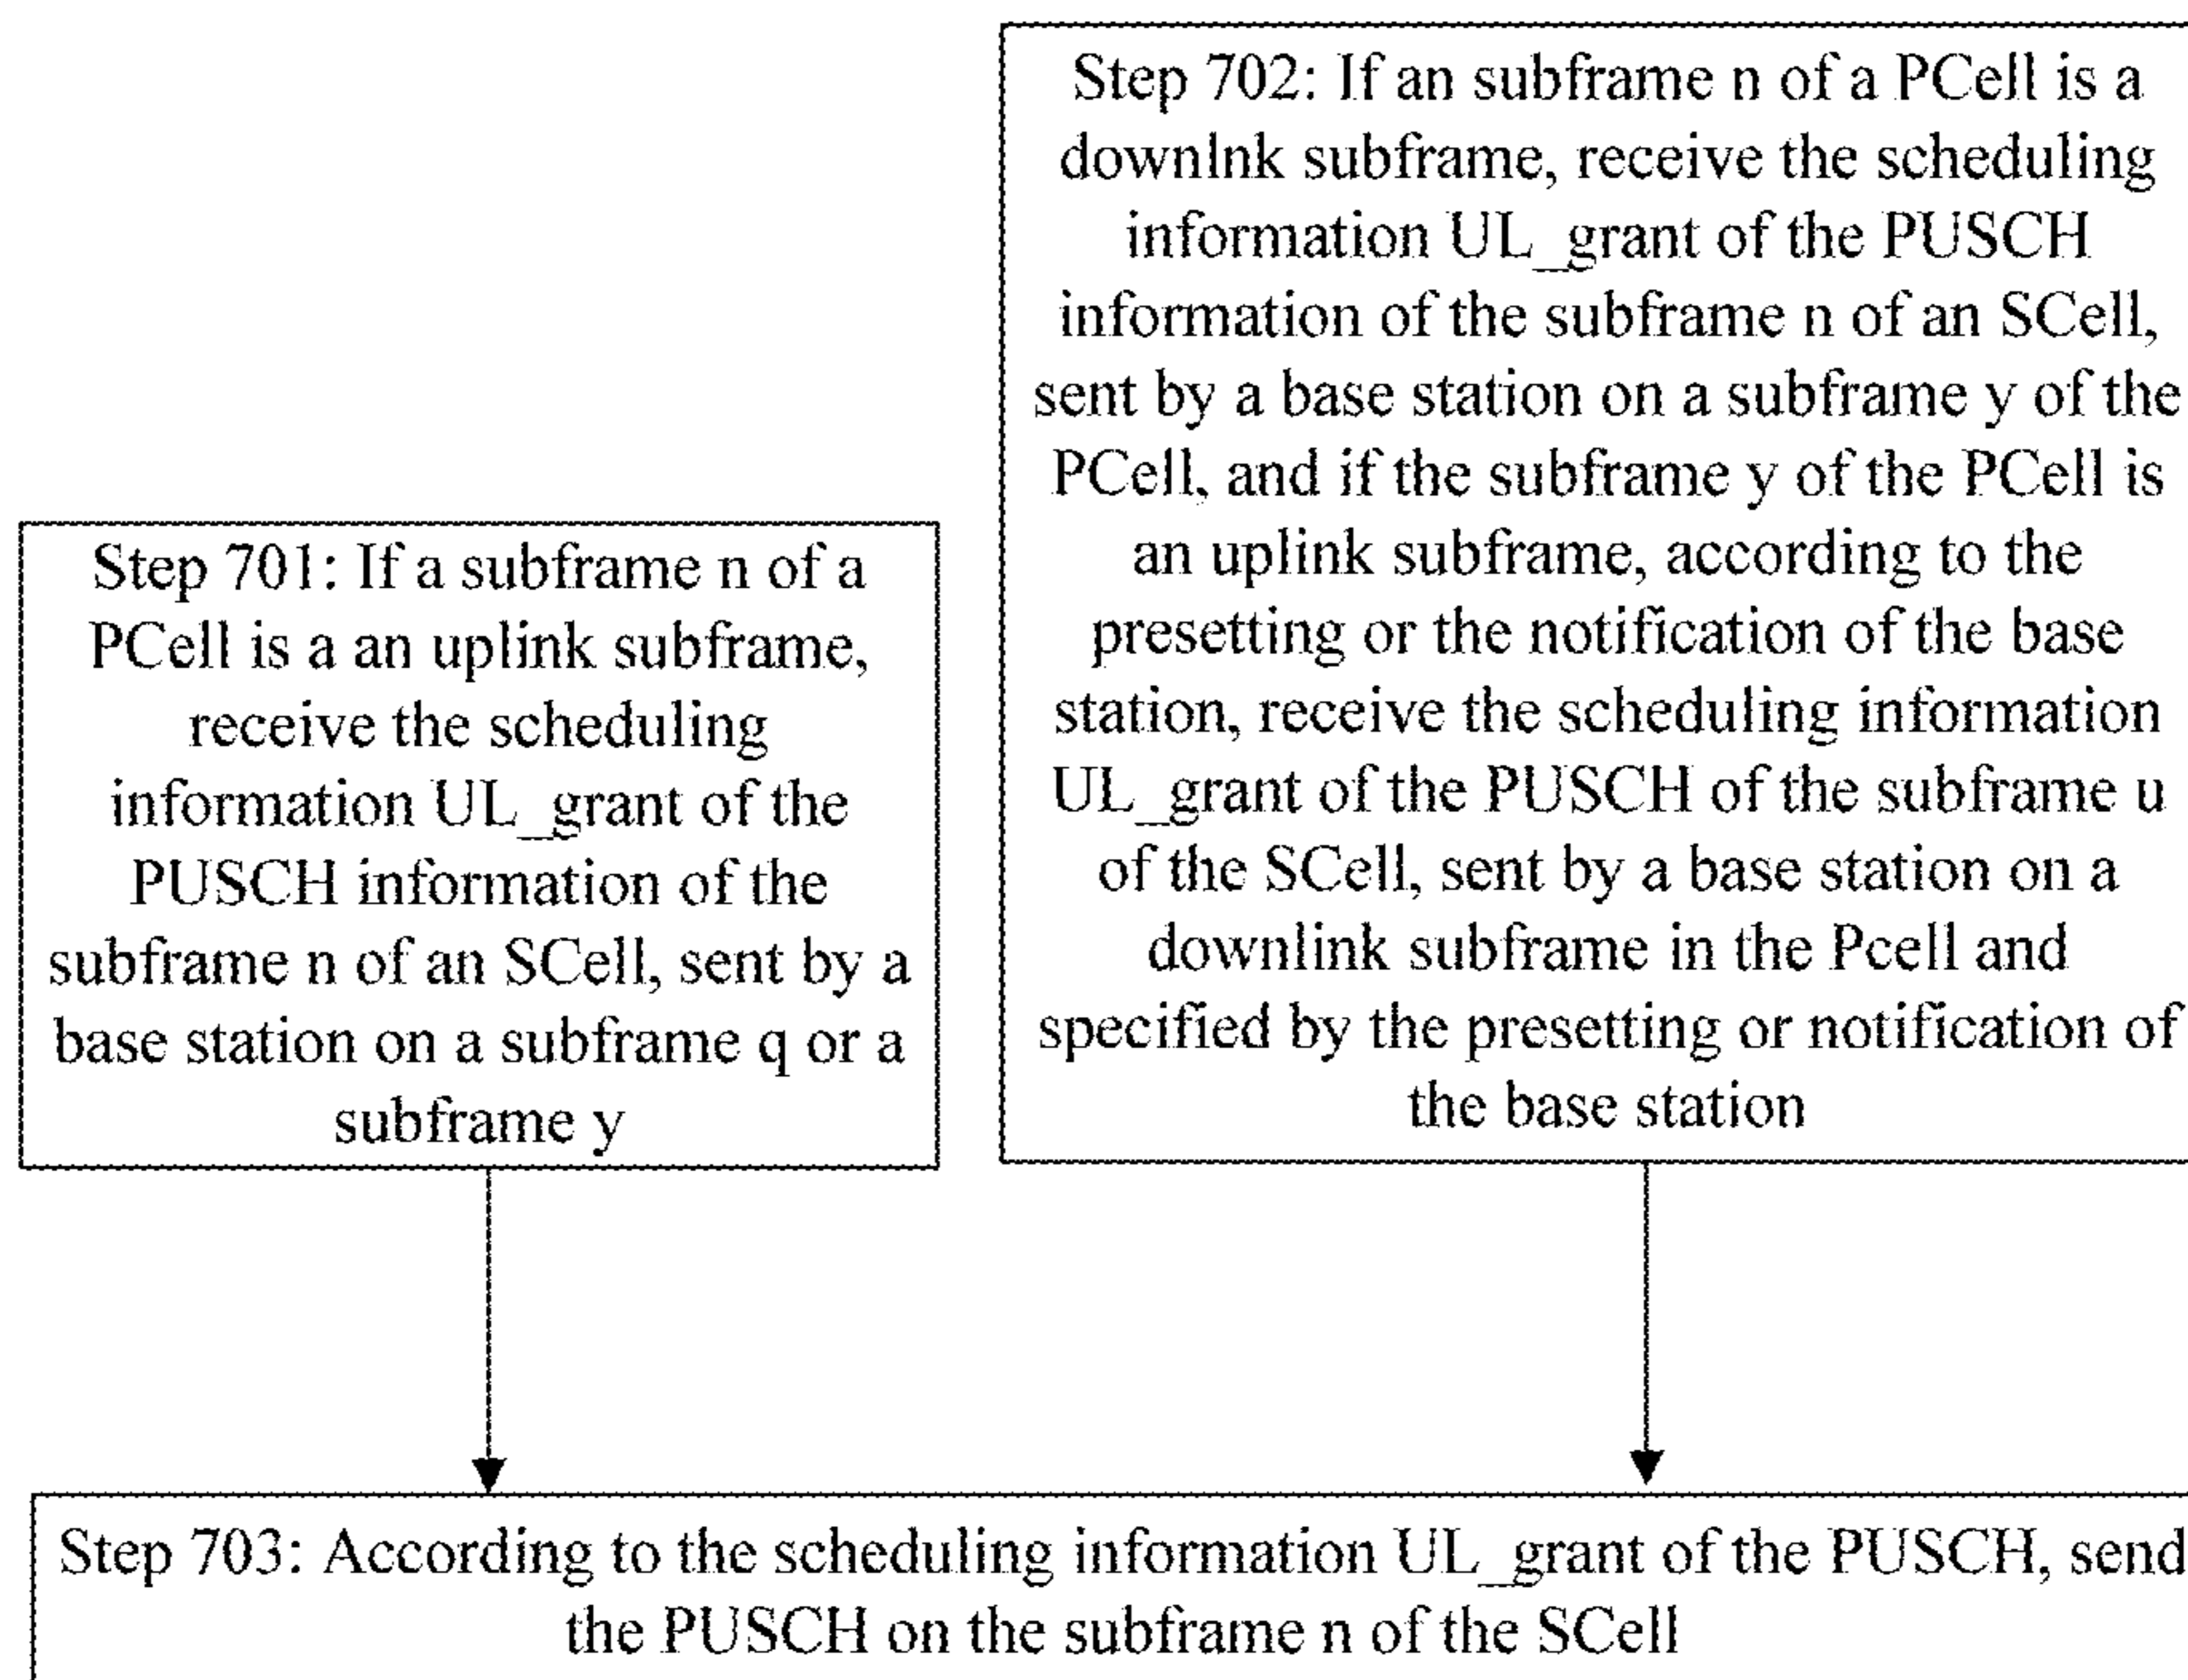 Step 701: If a subframe n of a
PCell is a an uplink subframe,
receive the scheduling
information UL_grant of the
PUSCH information of the
subframe n of an SCell, sent by a
base station on a subframe q or a
subframe y
Step 702: If an subframe n of a PCell is a
downlnk subframe, receive the scheduling
information UL_grant of the PUSCH
information of the subframe n of an SCell,
sent by a base station on a subframe y of the
PCell, and if the subframe y of the PCell is
an uplink subframe, according to the
presetting or the notification of the base
station, receive the scheduling information
UL_grant of the PUSCH of the subframe u
of the SCell, sent by a base station on a
downlink subframe in the Pcell and
specified by the presetting or notification of
the base station
Step 703: According to the scheduling information UL_grant of the PUSCH, send
the PUSCH on the subframe n of the SCell